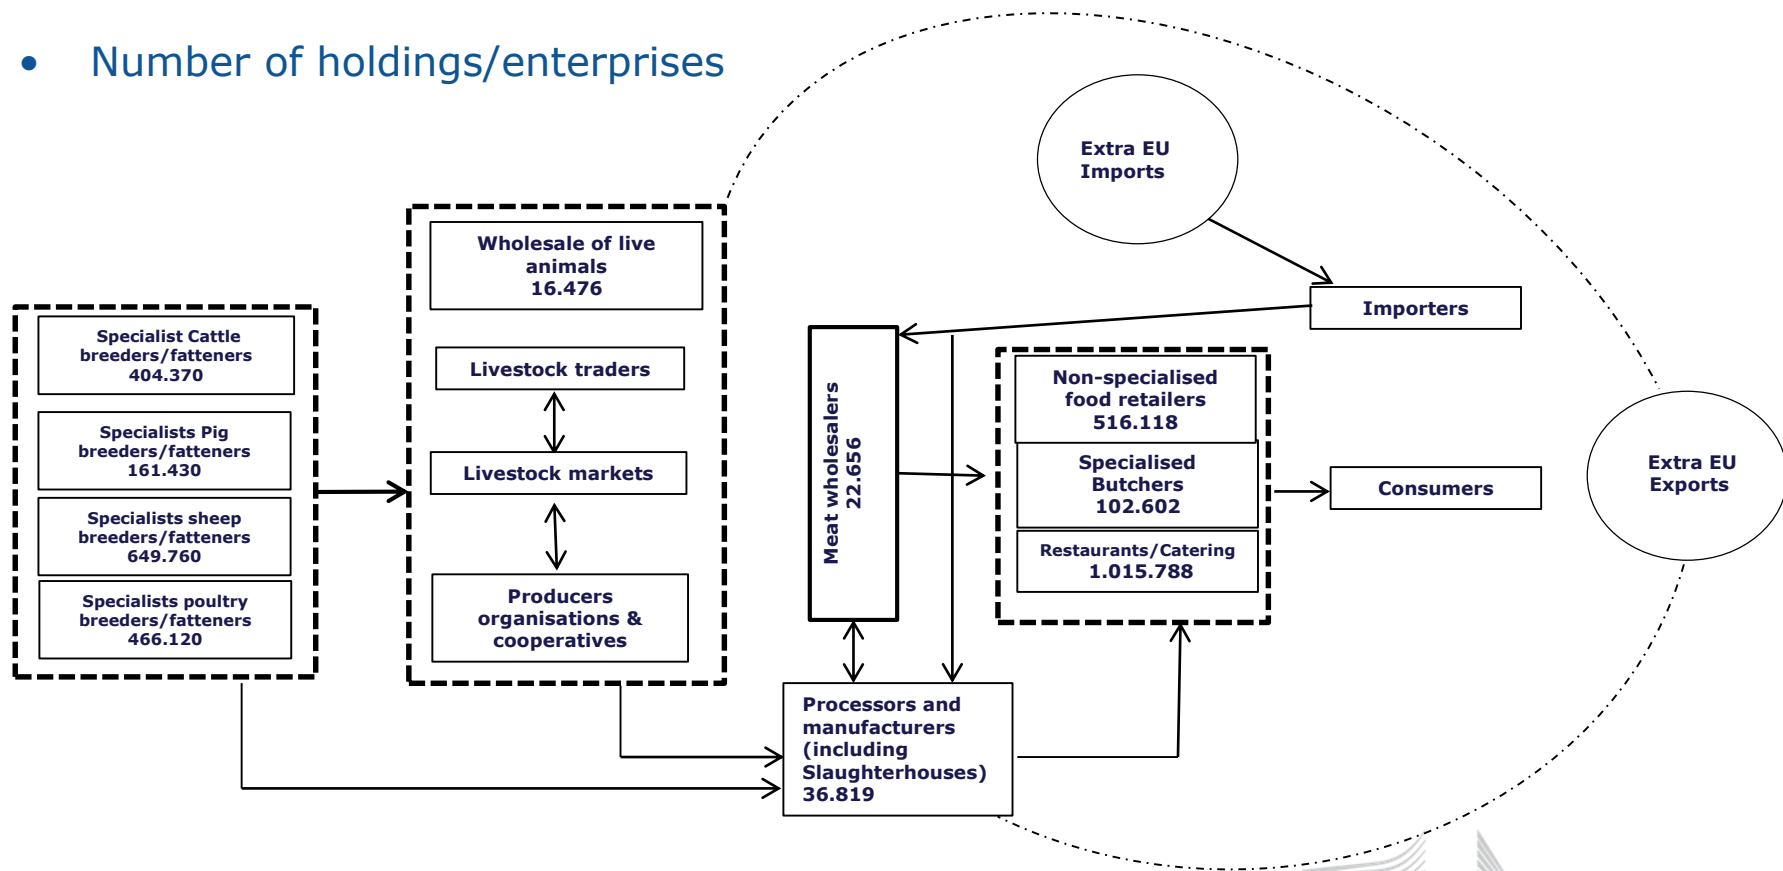 • Number of holdings/enterprises
Extra EU
Imports
Wholesale of live
animals
16.476
Importers
Specialist Cattle
breeders/fatteners
404.370
Livestock traders
Non-specialised
food retailers
516.118
Specialists Pig
breeders/fatteners
161.430
Livestock markets
Meat wholesalers
22.656
Specialised
Butchers
102.602
Consumers
Extra EU
Exports
Specialists sheep
breeders/fatteners
649.760
Restaurants/Catering
1.015.788
Specialists poultry
breeders/fatteners
466.120
Producers
organisations &
cooperatives
Processors and
manufacturers
(including
Slaughterhouses)
36.819